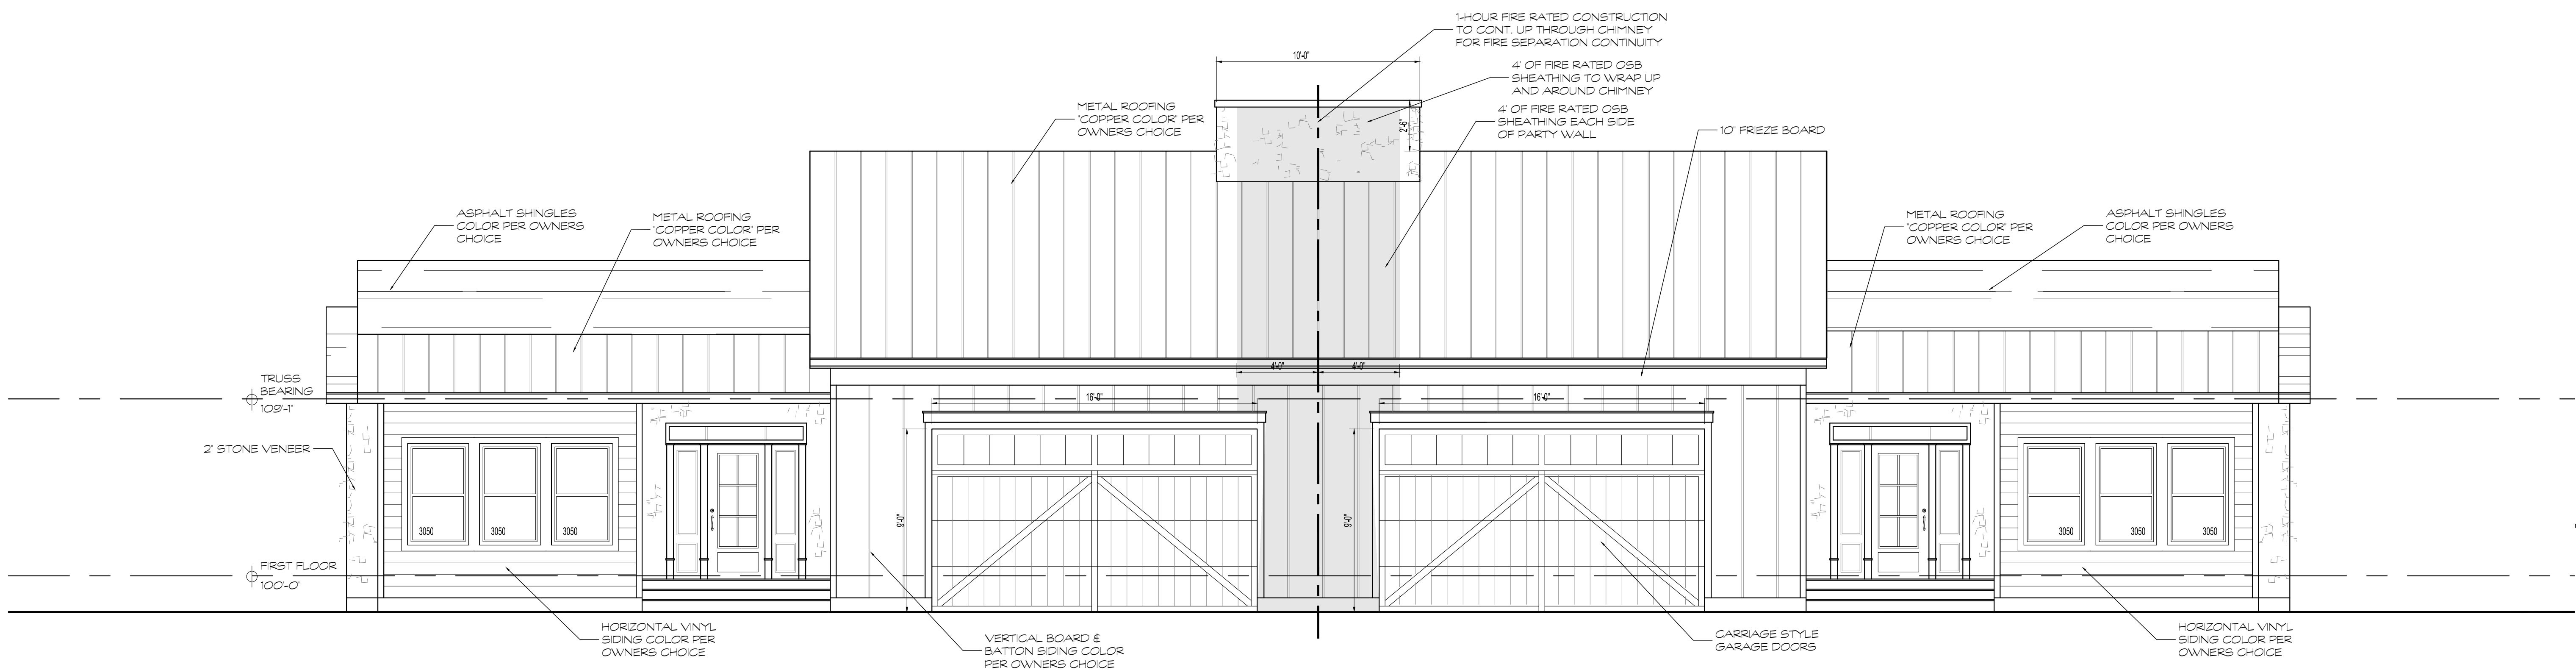 1-HOUR FIRE RATED CONSTRUCTION
TO CONT. UP THROUGH CHIMNEY
FOR FIRE SEPARATION CONTINUITY
10'-0"
4' OF FIRE RATED OSB
SHEATHING TO WRAP UP
AND AROUND CHIMNEY
METAL ROOFING
"COPPER COLOR" PER
OWNERS CHOICE
4' OF FIRE RATED OSB
SHEATHING EACH SIDE
OF PARTY WALL
2'-6"
10" FRIEZE BOARD
ASPHALT SHINGLES
COLOR PER OWNERS
CHOICE
METAL ROOFING
"COPPER COLOR" PER
OWNERS CHOICE
METAL ROOFING
"COPPER COLOR" PER
OWNERS CHOICE
ASPHALT SHINGLES
COLOR PER OWNERS
CHOICE
4'-0"
4'-0"
TRUSS
BEARING
109'-1"
16'-0"
16'-0"
2" STONE VENEER
9'-0"
9'-0"
3050
3050
3050
3050
3050
3050
FIRST FLOOR
100'-0"
HORIZONTAL VINYL
SIDING COLOR PER
OWNERS CHOICE
VERTICAL BOARD &
BATTON SIDING COLOR
PER OWNERS CHOICE
CARRIAGE STYLE
GARAGE DOORS
HORIZONTAL VINYL
SIDING COLOR PER
OWNERS CHOICE